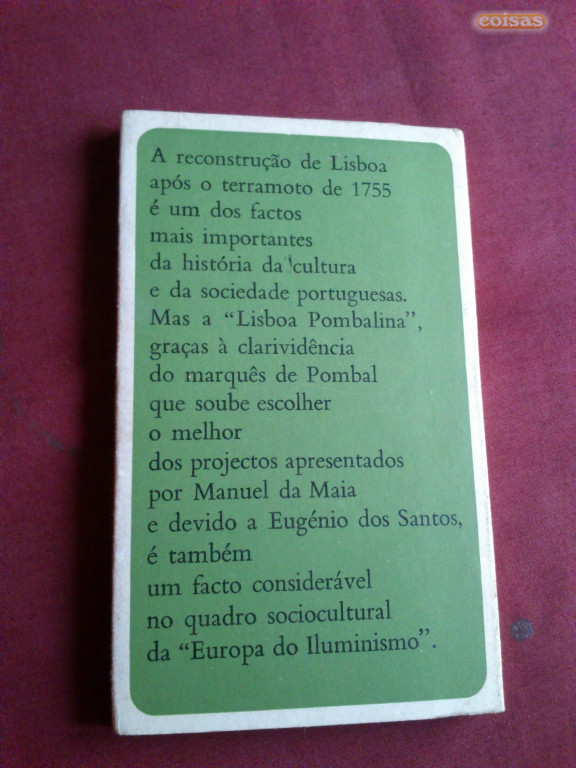 coisas
A reconstrução de Lisboa
após o terramoto de 1755
é um dos factos
mais importantes
da história da cultura
e da sociedade portuguesas.
Mas a “Lisboa Pombalina”,
graças à clarividência
do marquês de Pombal
que soube escolher
o melhor
dos projectos apresentados
por Manuel da Maia
e devido a Eugénio dos Santos,
é também
um facto considerável
no quadro sociocultural
da “Europa do Iluminismo”.